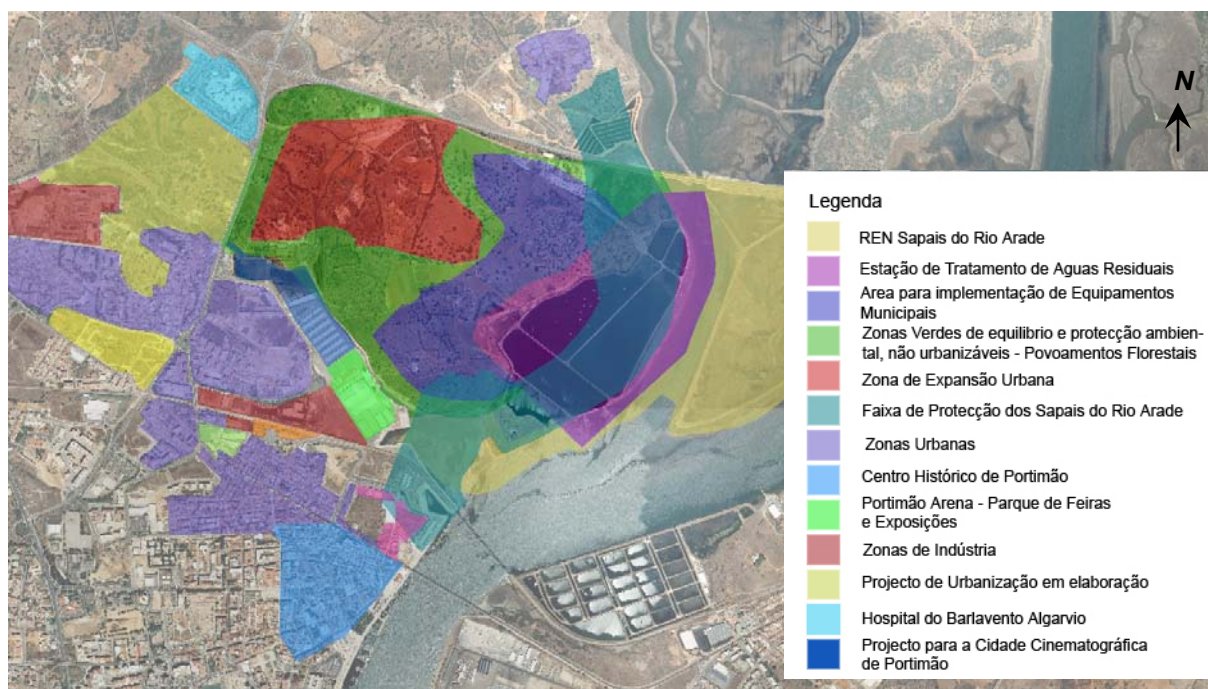 N
Legenda
REN Sapais do Rio Arade
Estação de Tratamento de Aguas Residuais
Area para implementação de Equipamentos
Municipais
Zonas Verdes de equilibrio e protecção ambien-
tal, não urbanizáveis - Povoamentos Florestais
Zona de Expansão Urbana
Faixa de Protecção dos Sapais do Rio Arade
Zonas Urbanas
Centro Histórico de Portimão
Portimão Arena - Parque de Feiras
e Exposições
Zonas de Indústria
Projecto de Urbanização em elaboração
Hospital do Barlavento Algarvio
Projecto para a Cidade Cinematográfica
de Portimão